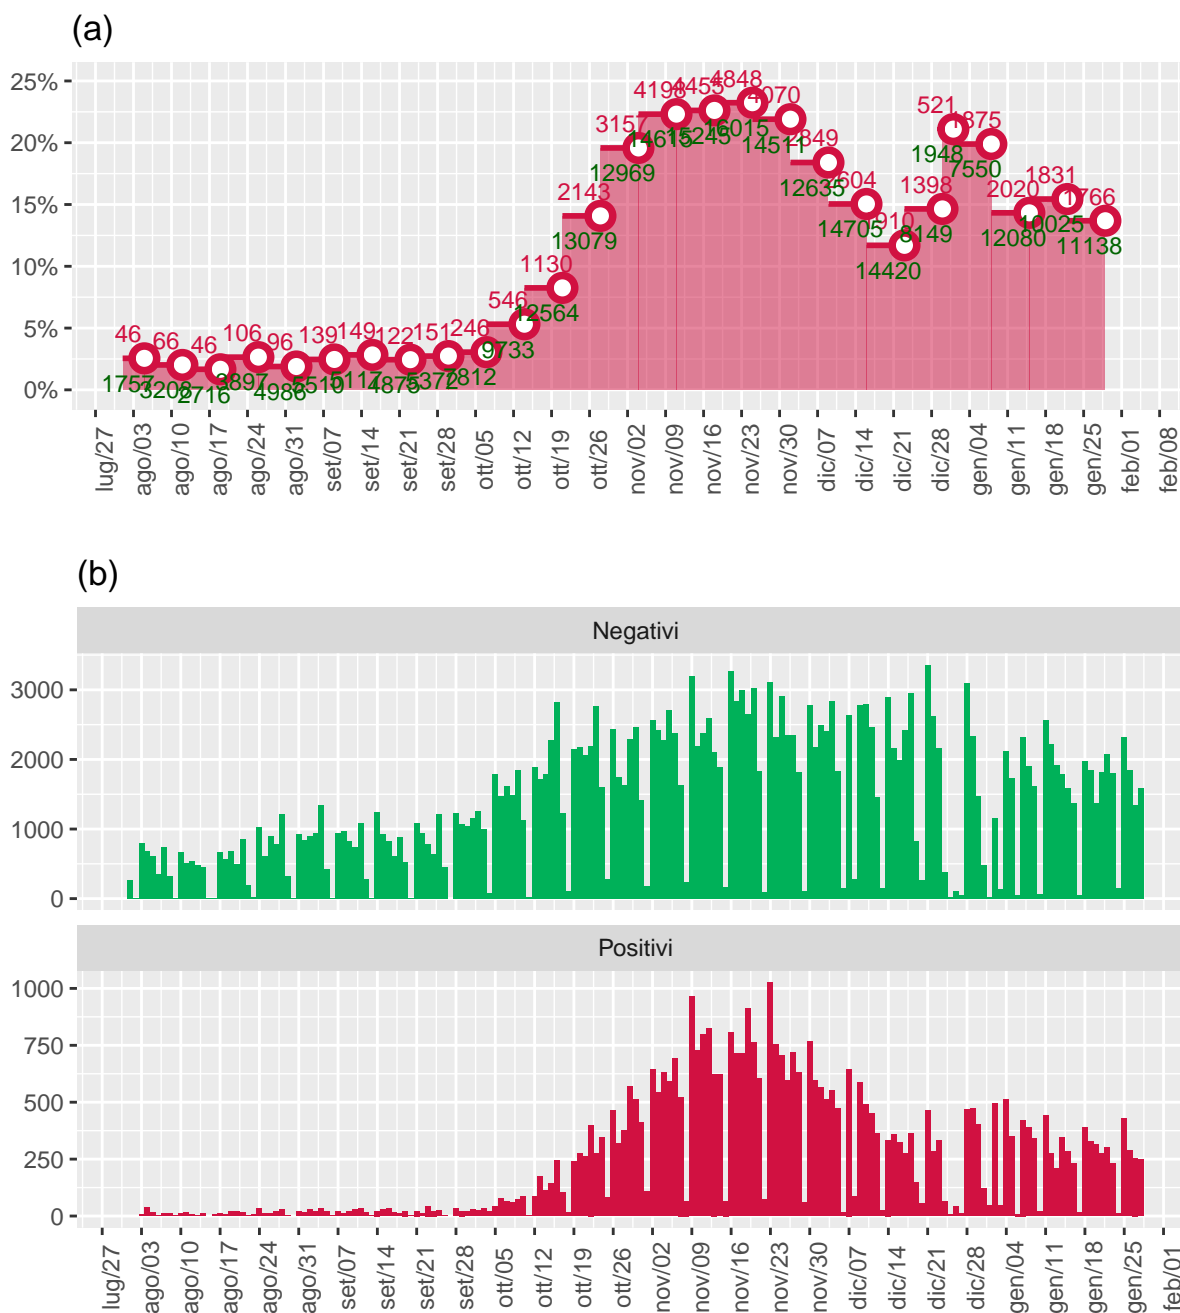 (a)
25%
20%
15%
10%
5%
0%
46
66
46
106
96
139
149
122
151
246
546
1130
2143
3157
4198
4455
4848
4070
2849
2604
1910
1398
521
1875
2020
1831
1766
1757
3208
2716
3897
4986
5510
5117
4875
5372
7812
9733
12564
13079
12969
14615
15245
16015
14511
12635
14705
14420
8149
1948
7550
12080
10025
11138
lug/27
ago/03
ago/10
ago/17
ago/24
ago/31
set/07
set/14
set/21
set/28
ott/05
ott/12
ott/19
ott/26
nov/02
nov/09
nov/16
nov/23
nov/30
dic/07
dic/14
dic/21
dic/28
gen/04
gen/11
gen/18
gen/25
feb/01
feb/08
(b)
Negativi
3000
2000
1000
0
Positivi
1000
750
500
250
0
lug/27
ago/03
ago/10
ago/17
ago/24
ago/31
set/07
set/14
set/21
set/28
ott/05
ott/12
ott/19
ott/26
nov/02
nov/09
nov/16
nov/23
nov/30
dic/07
dic/14
dic/21
dic/28
gen/04
gen/11
gen/18
gen/25
feb/01